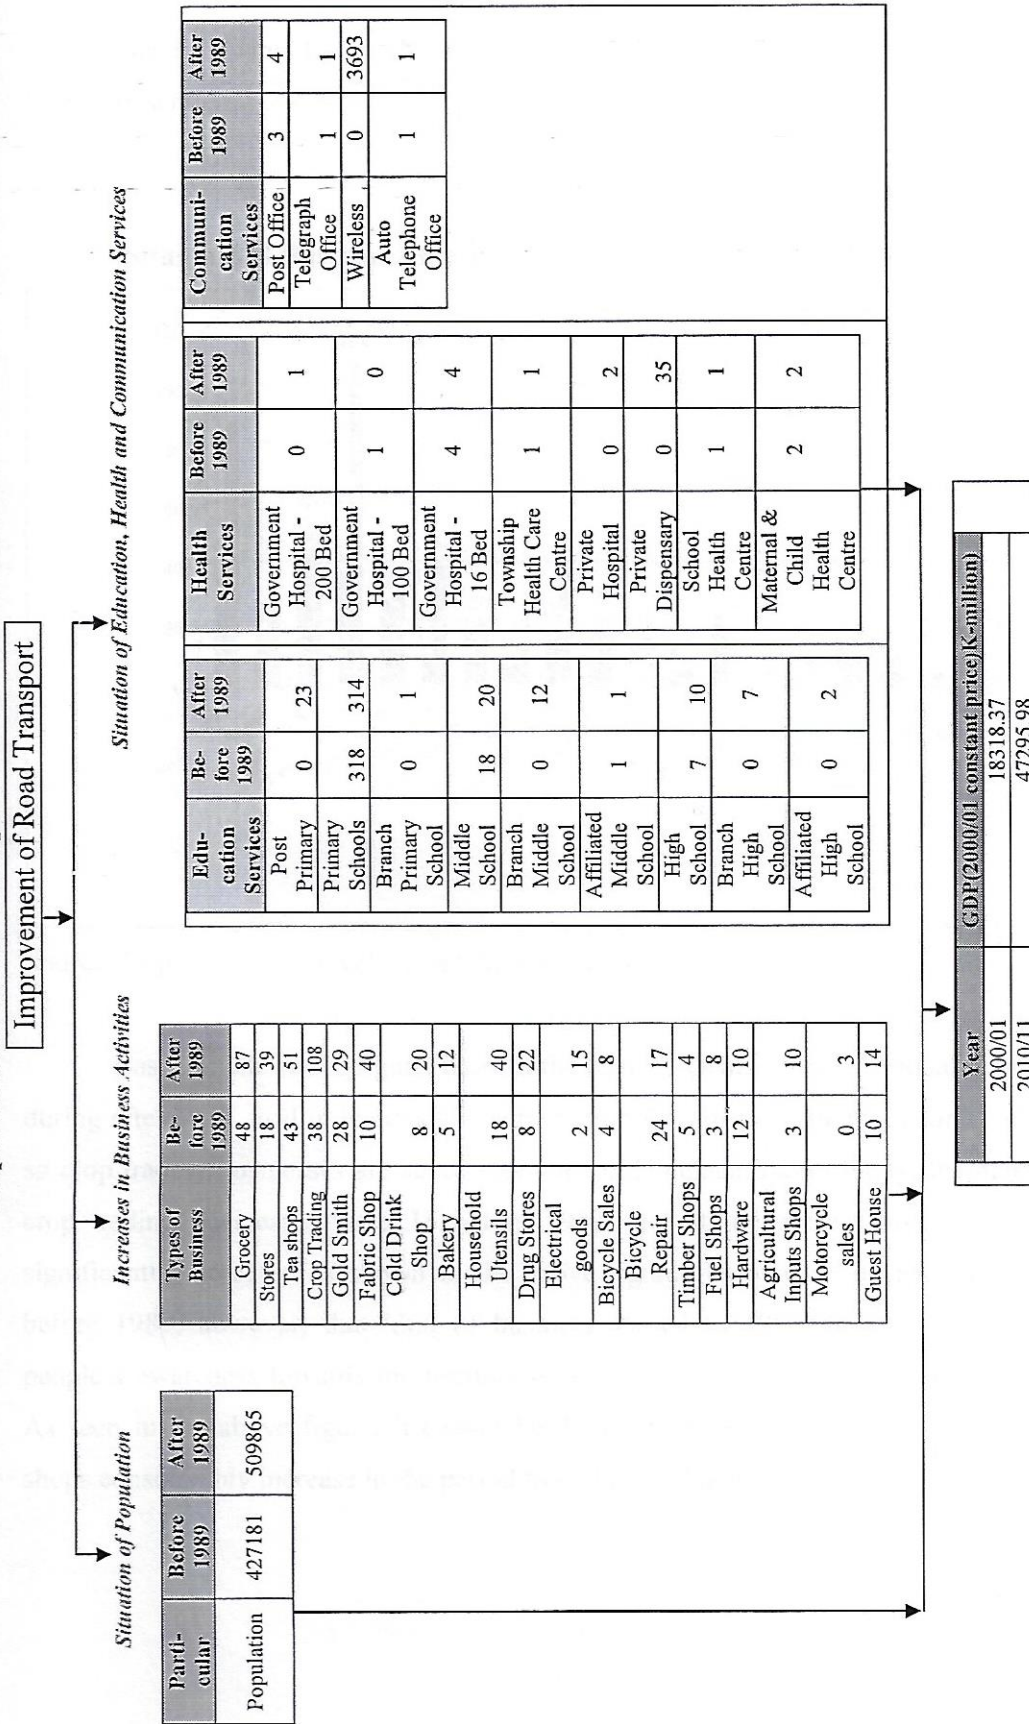 Improvement of Road Transport
Situation of Population
Parti-
cular
Before
1989
After
1989
Population 427181 509865
Increases in Business Activities
Types of
Business
Be-
fore
1989
After
1989
Grocery
Stores
48 87
18 39
Tea shops 43 51
Crop Trading 38 108
Gold Smith 28 29
Fabric Shop 10 40
Cold Drink
Shop 8 20
Bakery 5 12
Household
Utensils 18 40
Drug Stores 8 22
Electrical
goods 2 15
Bicycle Sales 4 8
Bicycle
Repair 24 17
Timber Shops 5 4
Fuel Shops 3 8
Hardware 12 10
Agricultural
Inputs Shops 3 10
Motorcycle
sales 0 3
Guest House 10 14
Situation of Education, Health and Communication Services
Edu-
cation
Services
Be-
fore
1989
After
1989
Post
Primary 0 23
Primary
Schools 318 314
Branch
Primary
School
0 1
Middle
School 18 20
Branch
Middle
School
0 12
Affiliated
Middle
School
1 1
High
School 7 10
Branch
High
School
0 7
Affiliated
High
School
0 2
Health
Services
Before
1989
After
1989
Government
Hospital -
200 Bed
0 1
Government
Hospital -
100 Bed
1 0
Government
Hospital -
16 Bed
4 4
Township
Health Care
Centre
1 1
Private
Hospital
0 2
Private
Dispensary
0 35
School
Health
Centre
1 1
Maternal &
Child
Health
Centre
2 2
Communi-
cation
Services
Before
1989
After
1989
Post Office 3 4
Telegraph
Office 1 1
Wireless 0 3693
Auto
Telephone
Office
1 1
Year GDP(2000/01 constant price)K-million)
2000/01 18318.37
2010/11 47295.98